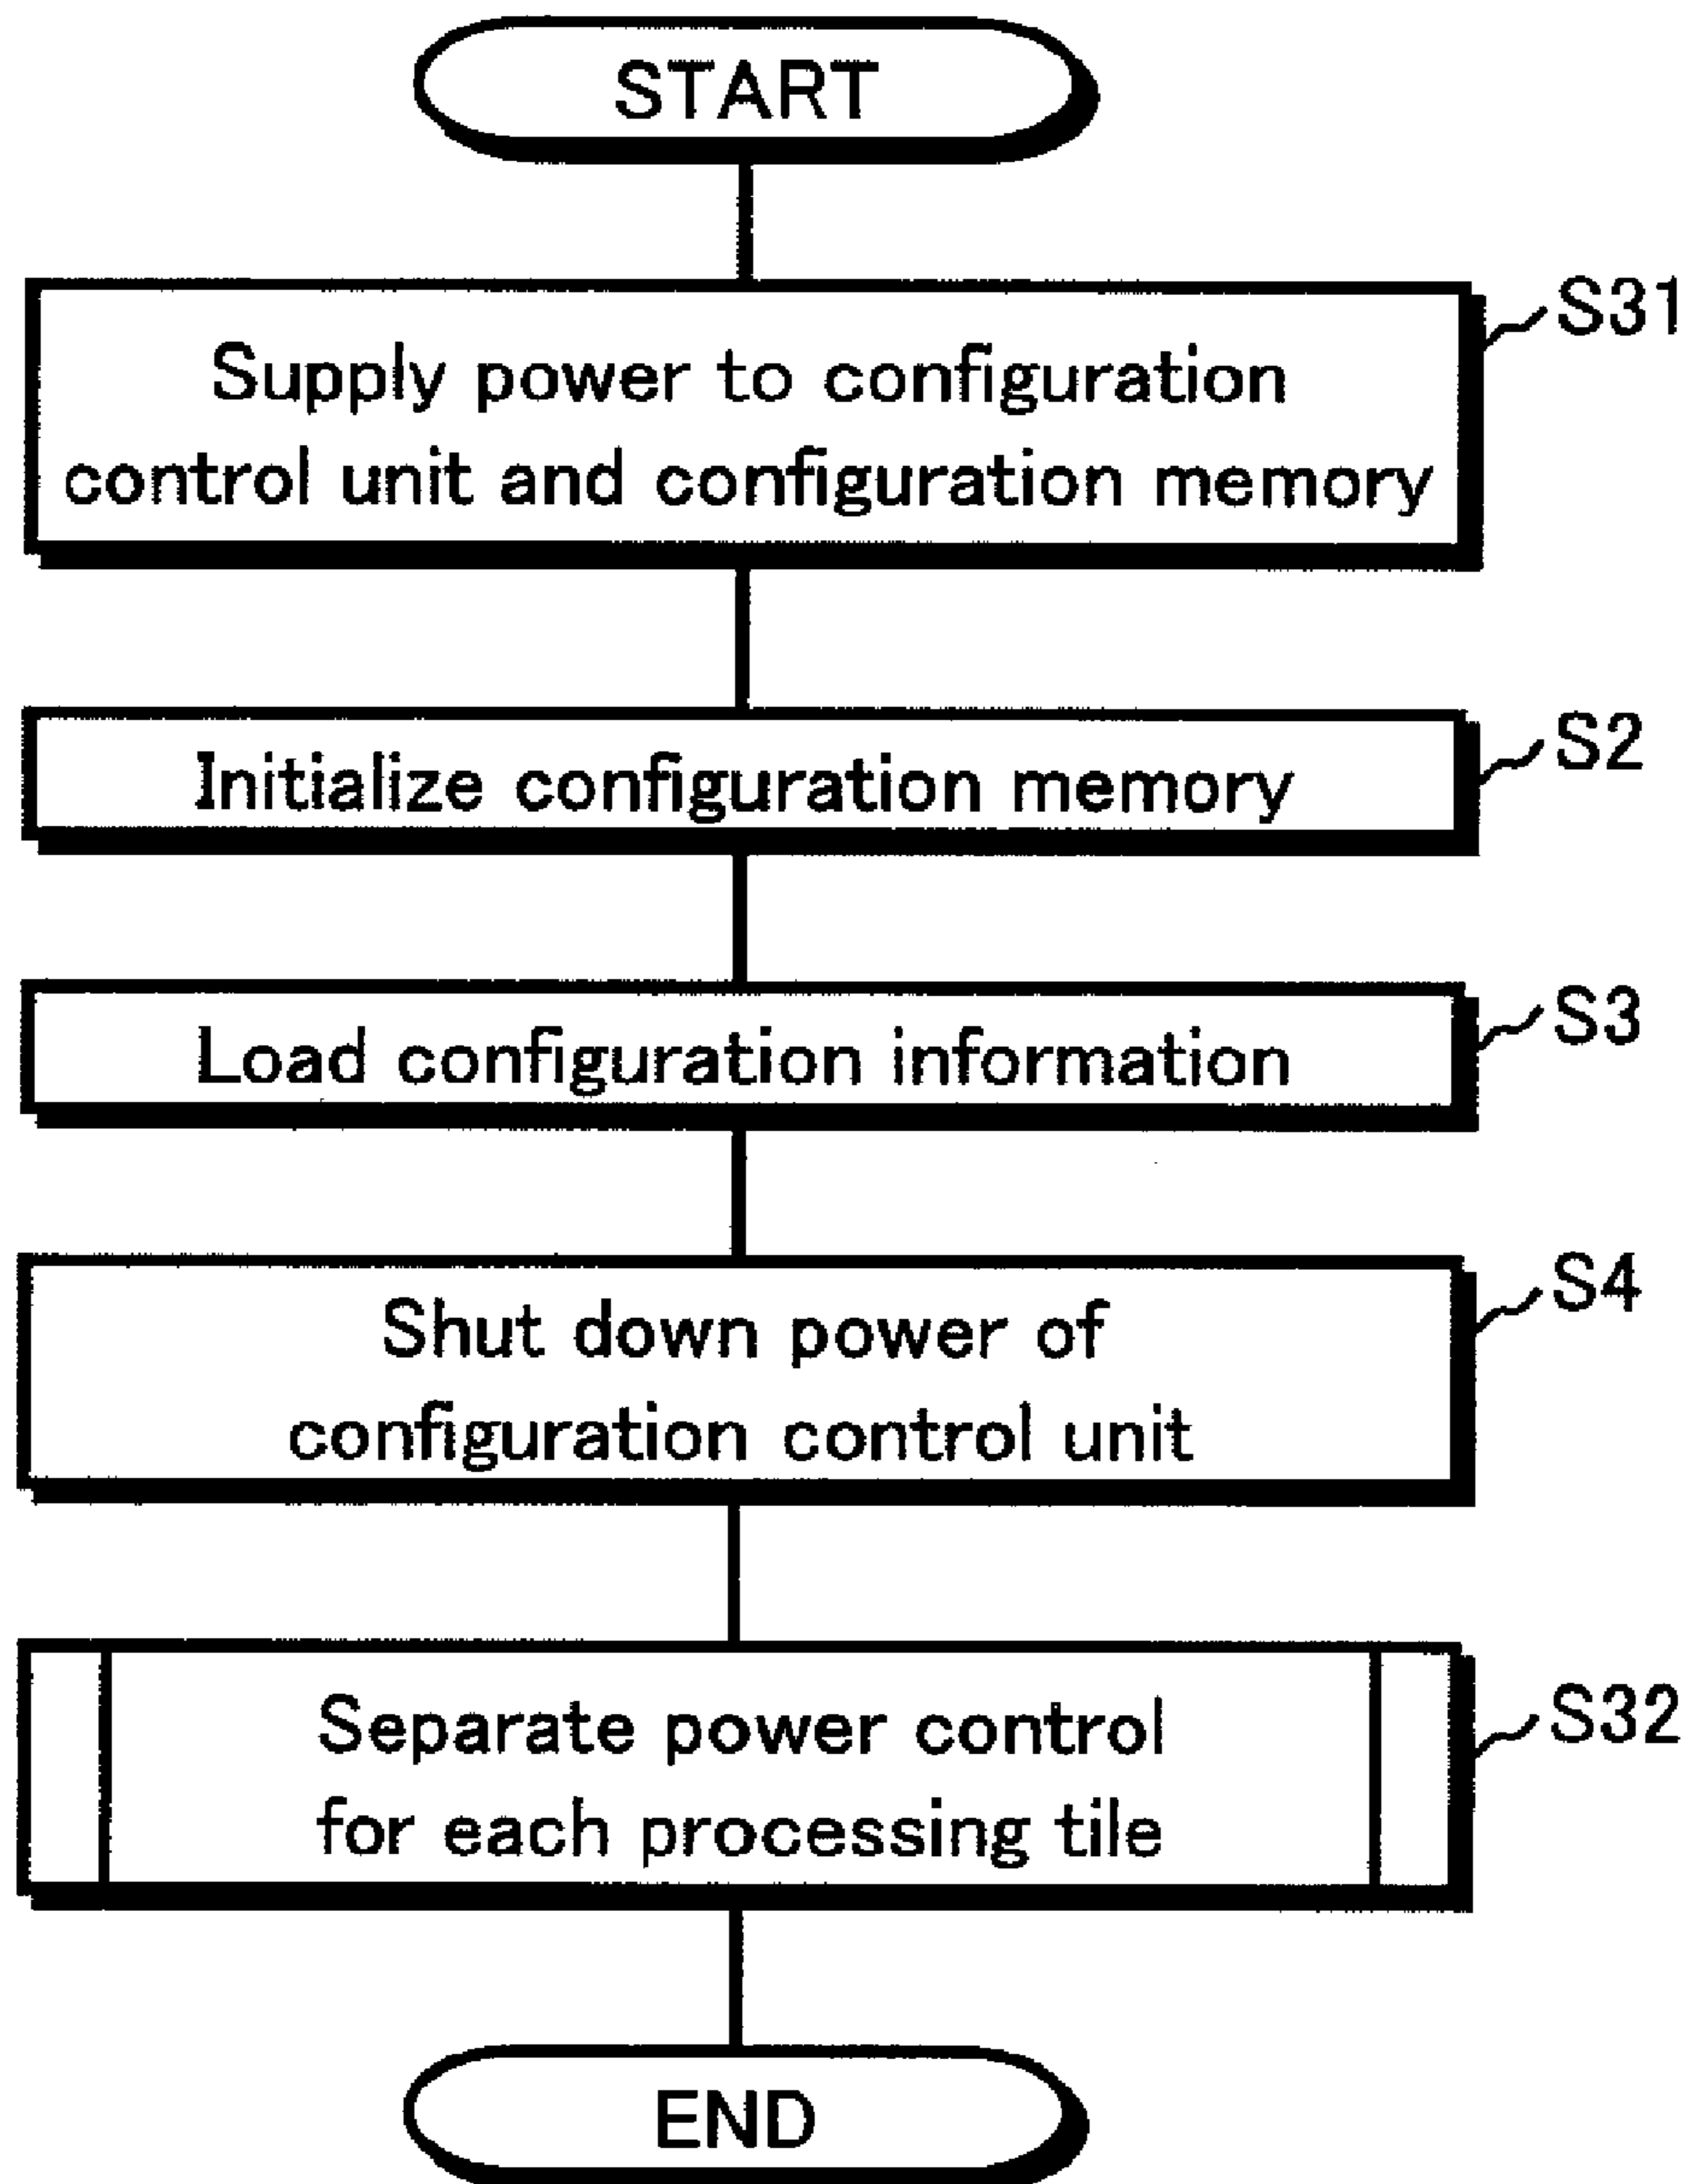 START
S31
Supply power to configuration
control unit and configuration memory
S2
Initialize configuration memory
S3
Load configuration information
S4
Shut down power of
configuration control unit
S32
Separate power control
for each processing tile
END